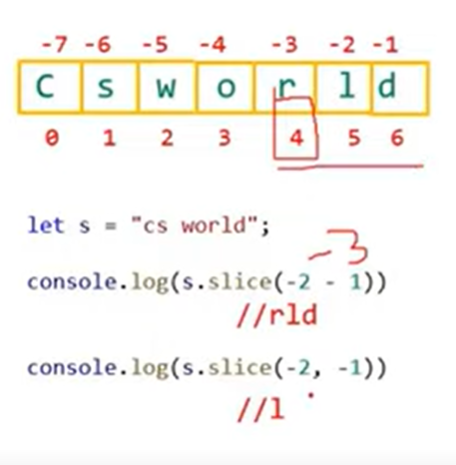 -7 -6 -5 -4 -3 -2 -1
C s w o r l d
0 1 2 3 4 5 6
let s = "cs world";
-3
console.log(s.slice(-2 - 1))
//rld
console.log(s.slice(-2, -1))
//l